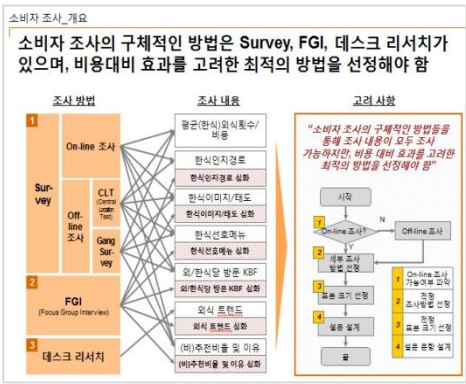 소비자 조사_개요
소비자 조사의 구체적인 방법은 Survey, FGI, 데스크 리서치가
있으며, 비용대비 효과를 고려한 최적의 방법을 선정해야 함
조사 방법
1
Sur-
vey
On-line 조사
Off-
line
조사
CLT
(Central
Location
Test)
Gang
Sur-
vey
2
FGI
(Focus Group Interview)
3
데스크 리서치
조사 내용
평균(한식)외식횟수/
비용
한식인지경로
한식인지경로 심화
한식이미지/태도
한식이미지/태도 심화
한식선호메뉴
한식선호메뉴 심화
외/한식당 방문 KBF
외/한식당 방문 KBF 심화
외식 트렌드
외식 트렌드 심화
(비)추천비율 및 이유
(비)추천비율 및 이유 심화
고려 사항
“소비자 조사의 구체적인 방법들을
통해 조사 내용이 모두 조사
가능하지만, 비용 대비 효과를 고려한
최적의 방법을 선정해야 함”
시작
1
On-line 조사?
N
Off-line 조사
Y
2
세부 조사
방법 선정
3
표본 크기 선정
4
설문 설계
끝
1 On-line 조사
가능여부 파악
2 적정
조사방법 선정
3 적정
표본 크기 선정
4 설문 문항 설계